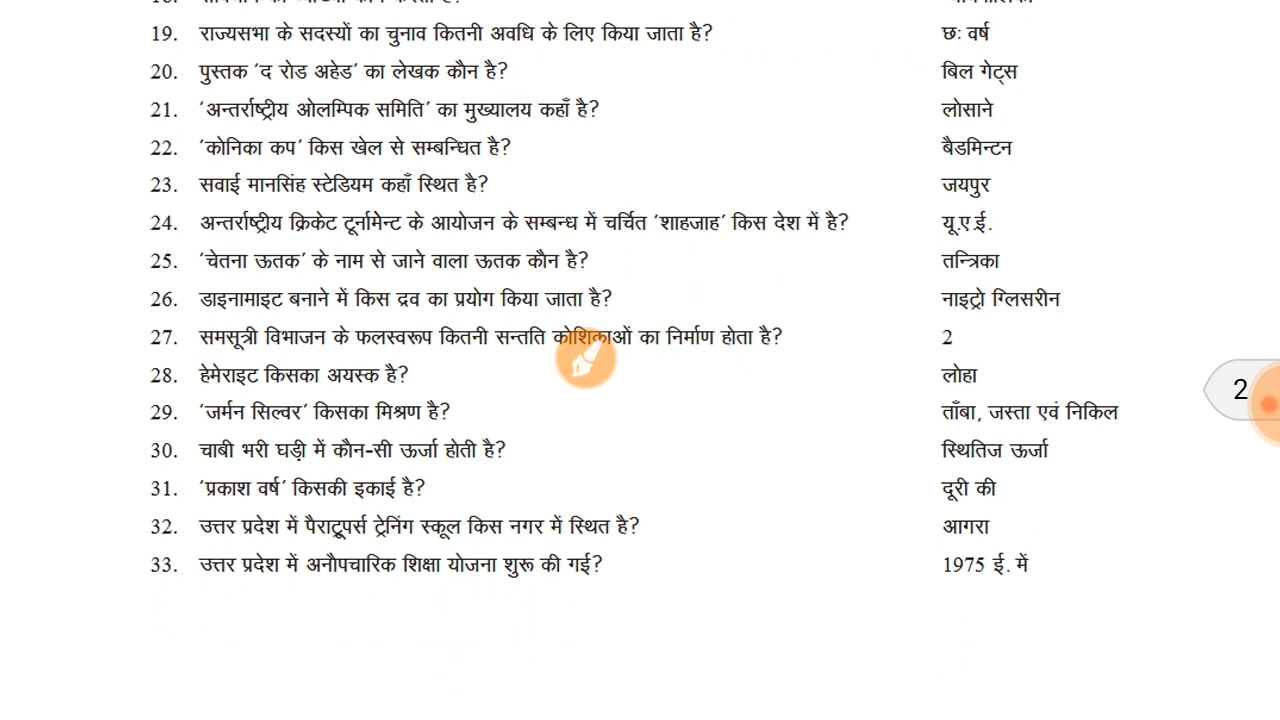 19. राज्यसभा के सदस्यों का चुनाव कितनी अवधि के लिए किया जाता है? छः वर्ष
20. पुस्तक ‘द रोड अहेड’ का लेखक कौन है? बिल गेट्स
21. ‘अन्तर्राष्ट्रीय ओलम्पिक समिति’ का मुख्यालय कहाँ है? लोसाने
22. ‘कोनिका कप’ किस खेल से सम्बन्धित है? बैडमिन्टन
23. सवाई मानसिंह स्टेडियम कहाँ स्थित है? जयपुर
24. अन्तर्राष्ट्रीय क्रिकेट टूर्नामेन्ट के आयोजन के सम्बन्ध में चर्चित ‘शाहजाह’ किस देश में है? यू.ए.ई.
25. ‘चेतना ऊतक’ के नाम से जाने वाला ऊतक कौन है? तन्त्रिका
26. डाइनामाइट बनाने में किस द्रव का प्रयोग किया जाता है? नाइट्रो ग्लिसरीन
27. समसूत्री विभाजन के फलस्वरूप कितनी सन्तति कोशिकाओं का निर्माण होता है? 2
28. हेमेराइट किसका अयस्क है? लोहा
2
29. ‘जर्मन सिल्वर’ किसका मिश्रण है? ताँबा, जस्ता एवं निकिल
30. चाबी भरी घड़ी में कौन-सी ऊर्जा होती है? स्थितिज ऊर्जा
31. ‘प्रकाश वर्ष’ किसकी इकाई है? दूरी की
32. उत्तर प्रदेश में पैराट्रूपर्स ट्रेनिंग स्कूल किस नगर में स्थित है? आगरा
33. उत्तर प्रदेश में अनौपचारिक शिक्षा योजना शुरू की गई? 1975 ई. में